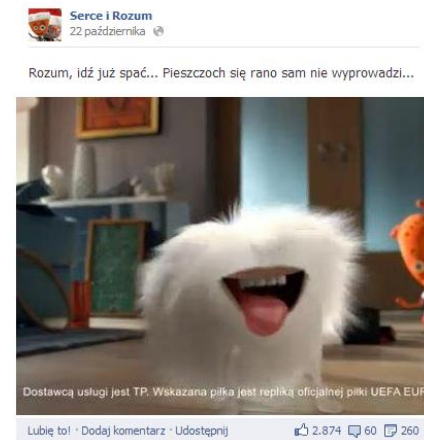 Serce i Rozum
22 października
Rozum, idź już spać... Pieszczoch się rano sam nie wyprowadzi...
Dostawcą usługi jest TP. Wskazana piłka jest repliką oficjalnej piłki UEFA EUR
Lubię to! · Dodaj komentarz · Udostępnij 2.874 60 260